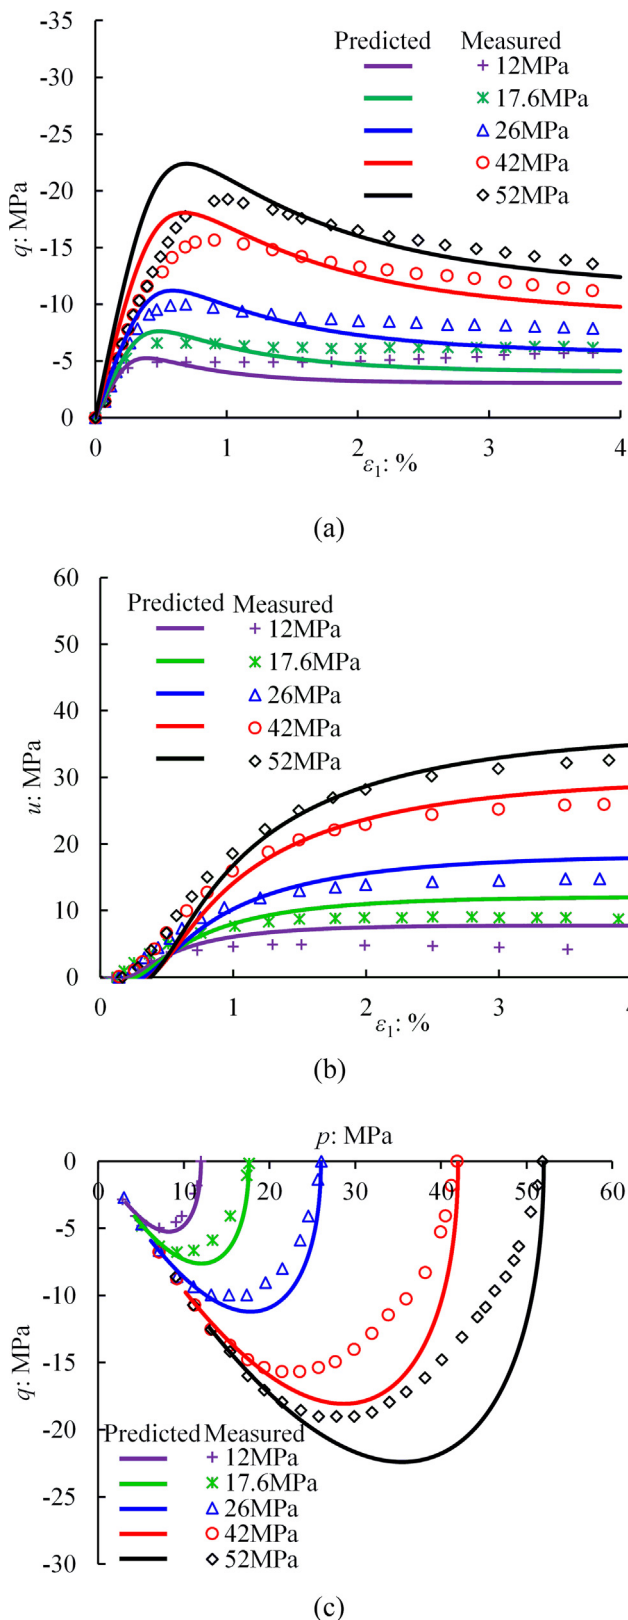 -35
-30
-25
-20
-15
-10
-5
0
q: MPa
Predicted Measured
12MPa
17.6MPa
26MPa
42MPa
52MPa
0 1 2 3 4
ε1: %
(a)
60
50
40
30
20
10
0
u: MPa
Predicted Measured
12MPa
17.6MPa
26MPa
42MPa
52MPa
0 1 2 3 4
ε1: %
(b)
p: MPa
0 10 20 30 40 50 60
0
-5
-10
-15
-20
-25
-30
q: MPa
Predicted Measured
12MPa
17.6MPa
26MPa
42MPa
52MPa
(c)